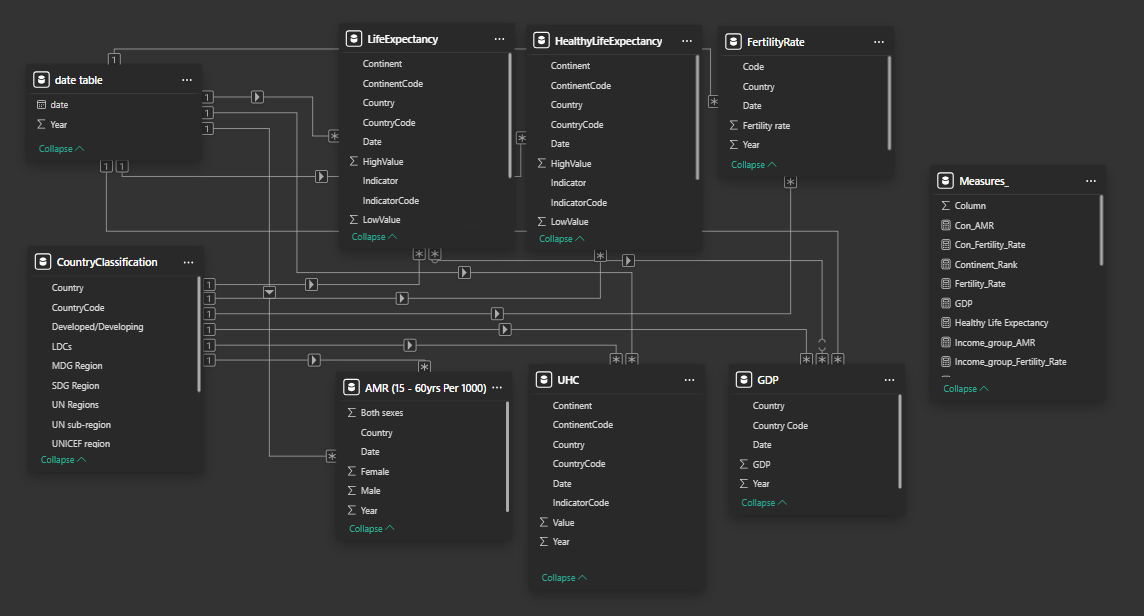 LifeExpectancy
Continent
ContinentCode
Country
CountryCode
Date
HighValue
Indicator
IndicatorCode
LowValue
Collapse
HealthyLifeExpectancy
Continent
ContinentCode
Country
CountryCode
Date
HighValue
Indicator
IndicatorCode
LowValue
Collapse
FertilityRate
Code
Country
Date
Fertility rate
Year
Collapse
date table
date
Year
Collapse
Measures_
Column
Con_AMR
Con_Fertility_Rate
Continent_Rank
Fertility_Rate
GDP
Healthy Life Expectancy
Income_group_AMR
Income_group_Fertility_Rate
Collapse
CountryClassification
Country
CountryCode
Developed/Developing
LDCs
MDG Region
SDG Region
UN Regions
UN sub-region
UNICEF region
Collapse
AMR (15 - 60yrs Per 1000)
Both sexes
Country
Date
Female
Male
Year
Collapse
UHC
Continent
ContinentCode
Country
CountryCode
Date
IndicatorCode
Value
Year
Collapse
GDP
Country
Country Code
Date
GDP
Year
Collapse
1
1
1
1
1
1
1
1
1
1
1
1